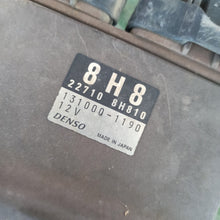 8H8
22710 8H810
131000-1190
12V
DENSO MADE IN JAPAN